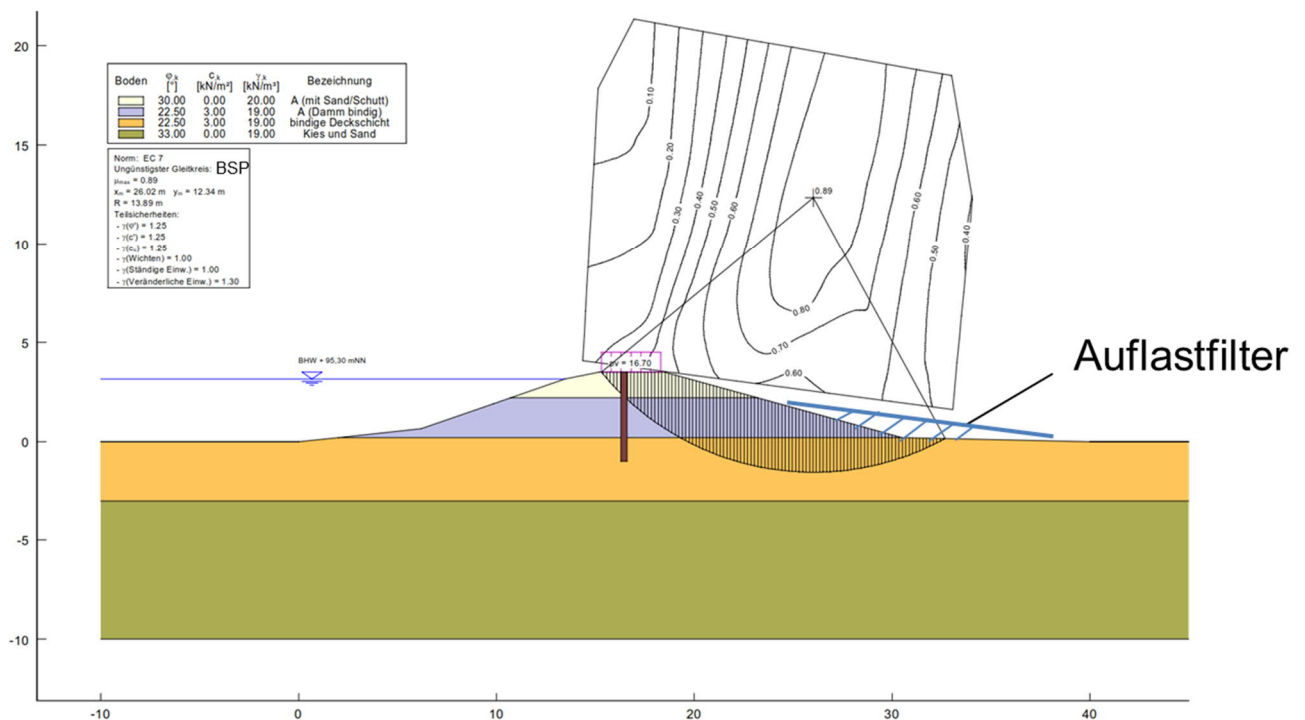 20
15
10
5
0
-5
-10
-10
0
10
20
30
40
Boden φ,k [°] c,k [kN/m²] γ,k [kN/m³] Bezeichnung
30.00 0.00 20.00 A (mit Sand/Schutt)
22.50 3.00 19.00 A (Damm bindig)
22.50 3.00 19.00 bindige Deckschicht
33.00 0.00 19.00 Kies und Sand
Norm: EC 7
Ungünstigster Gleitkreis: BSP
μmax = 0.89
xm = 26.02 m ym = 12.34 m
R = 13.89 m
Teilsicherheiten:
- γ(φ') = 1.25
- γ(c') = 1.25
- γ(cu) = 1.25
- γ(Wichten) = 1.00
- γ(Ständige Einw.) = 1.00
- γ(Veränderliche Einw.) = 1.30
0.10
0.20
0.30
0.40
0.50
0.60
0.89
0.60
0.50
0.40
0.80
0.70
0.60
BHW + 95,30 mNN
pv = 16.70
Auflastfilter